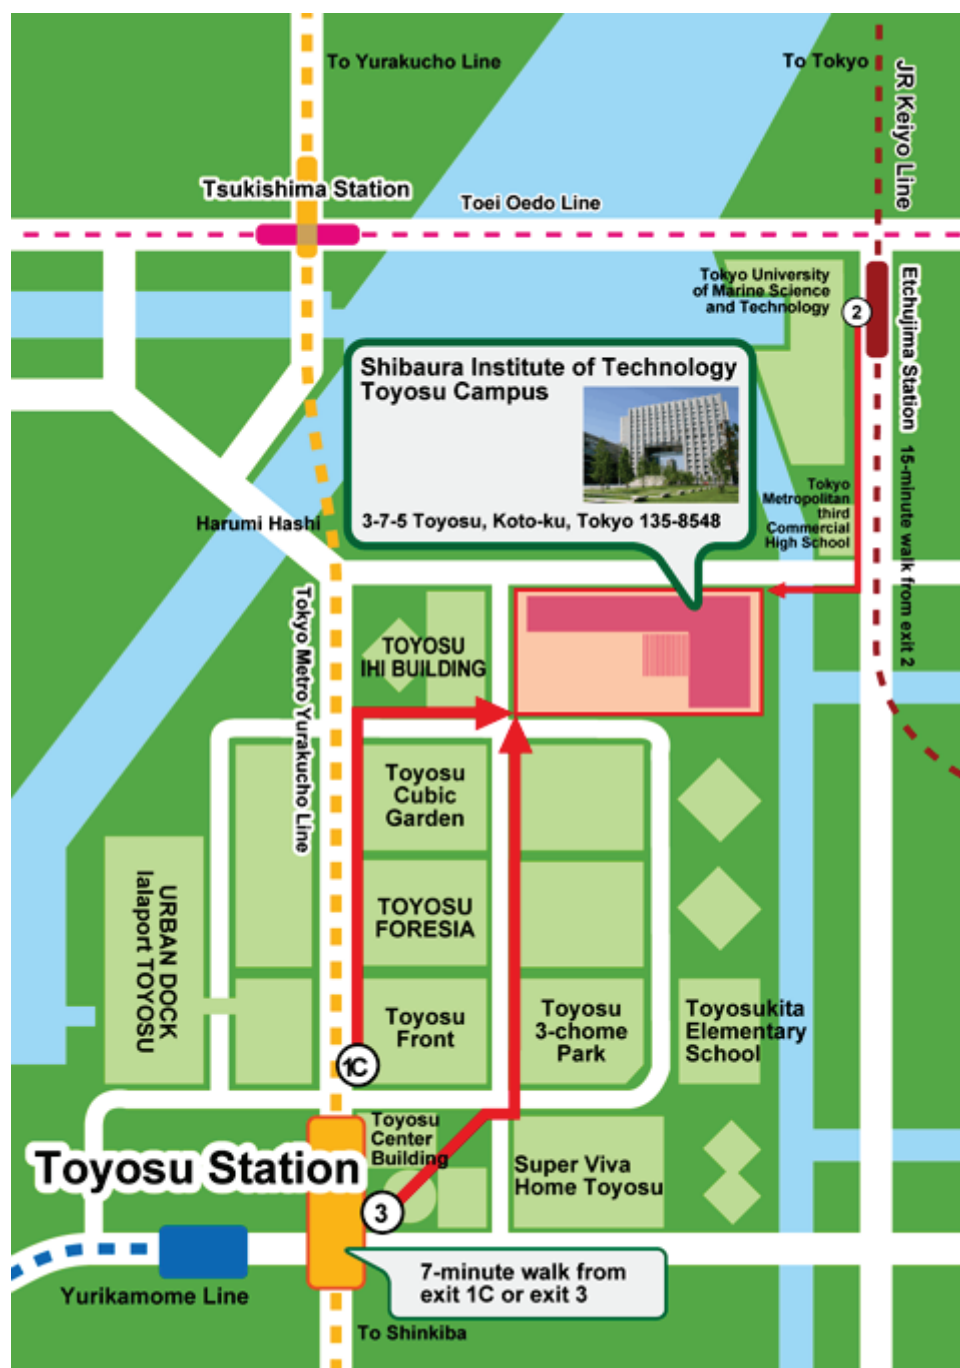 To Yurakucho Line
To Tokyo
JR Keiyo Line
Tsukishima Station
Toei Oedo Line
Tokyo University
of Marine Science
and Technology
2
Etchujima Station
15-minute walk from exit 2
Shibaura Institute of Technology
Toyosu Campus
3-7-5 Toyosu, Koto-ku, Tokyo 135-8548
Tokyo
Metropolitan
third
Commercial
High School
Harumi Hashi
Tokyo Metro Yurakucho Line
TOYOSU
IHI BUILDING
Toyosu
Cubic
Garden
TOYOSU
FORESIA
URBAN DOCK
lalaport TOYOSU
Toyosu
Front
Toyosu
3-chome
Park
Toyosukita
Elementary
School
1C
Toyosu
Center
Building
Toyosu Station
Super Viva
Home Toyosu
3
7-minute walk from
exit 1C or exit 3
Yurikamome Line
To Shinkiba